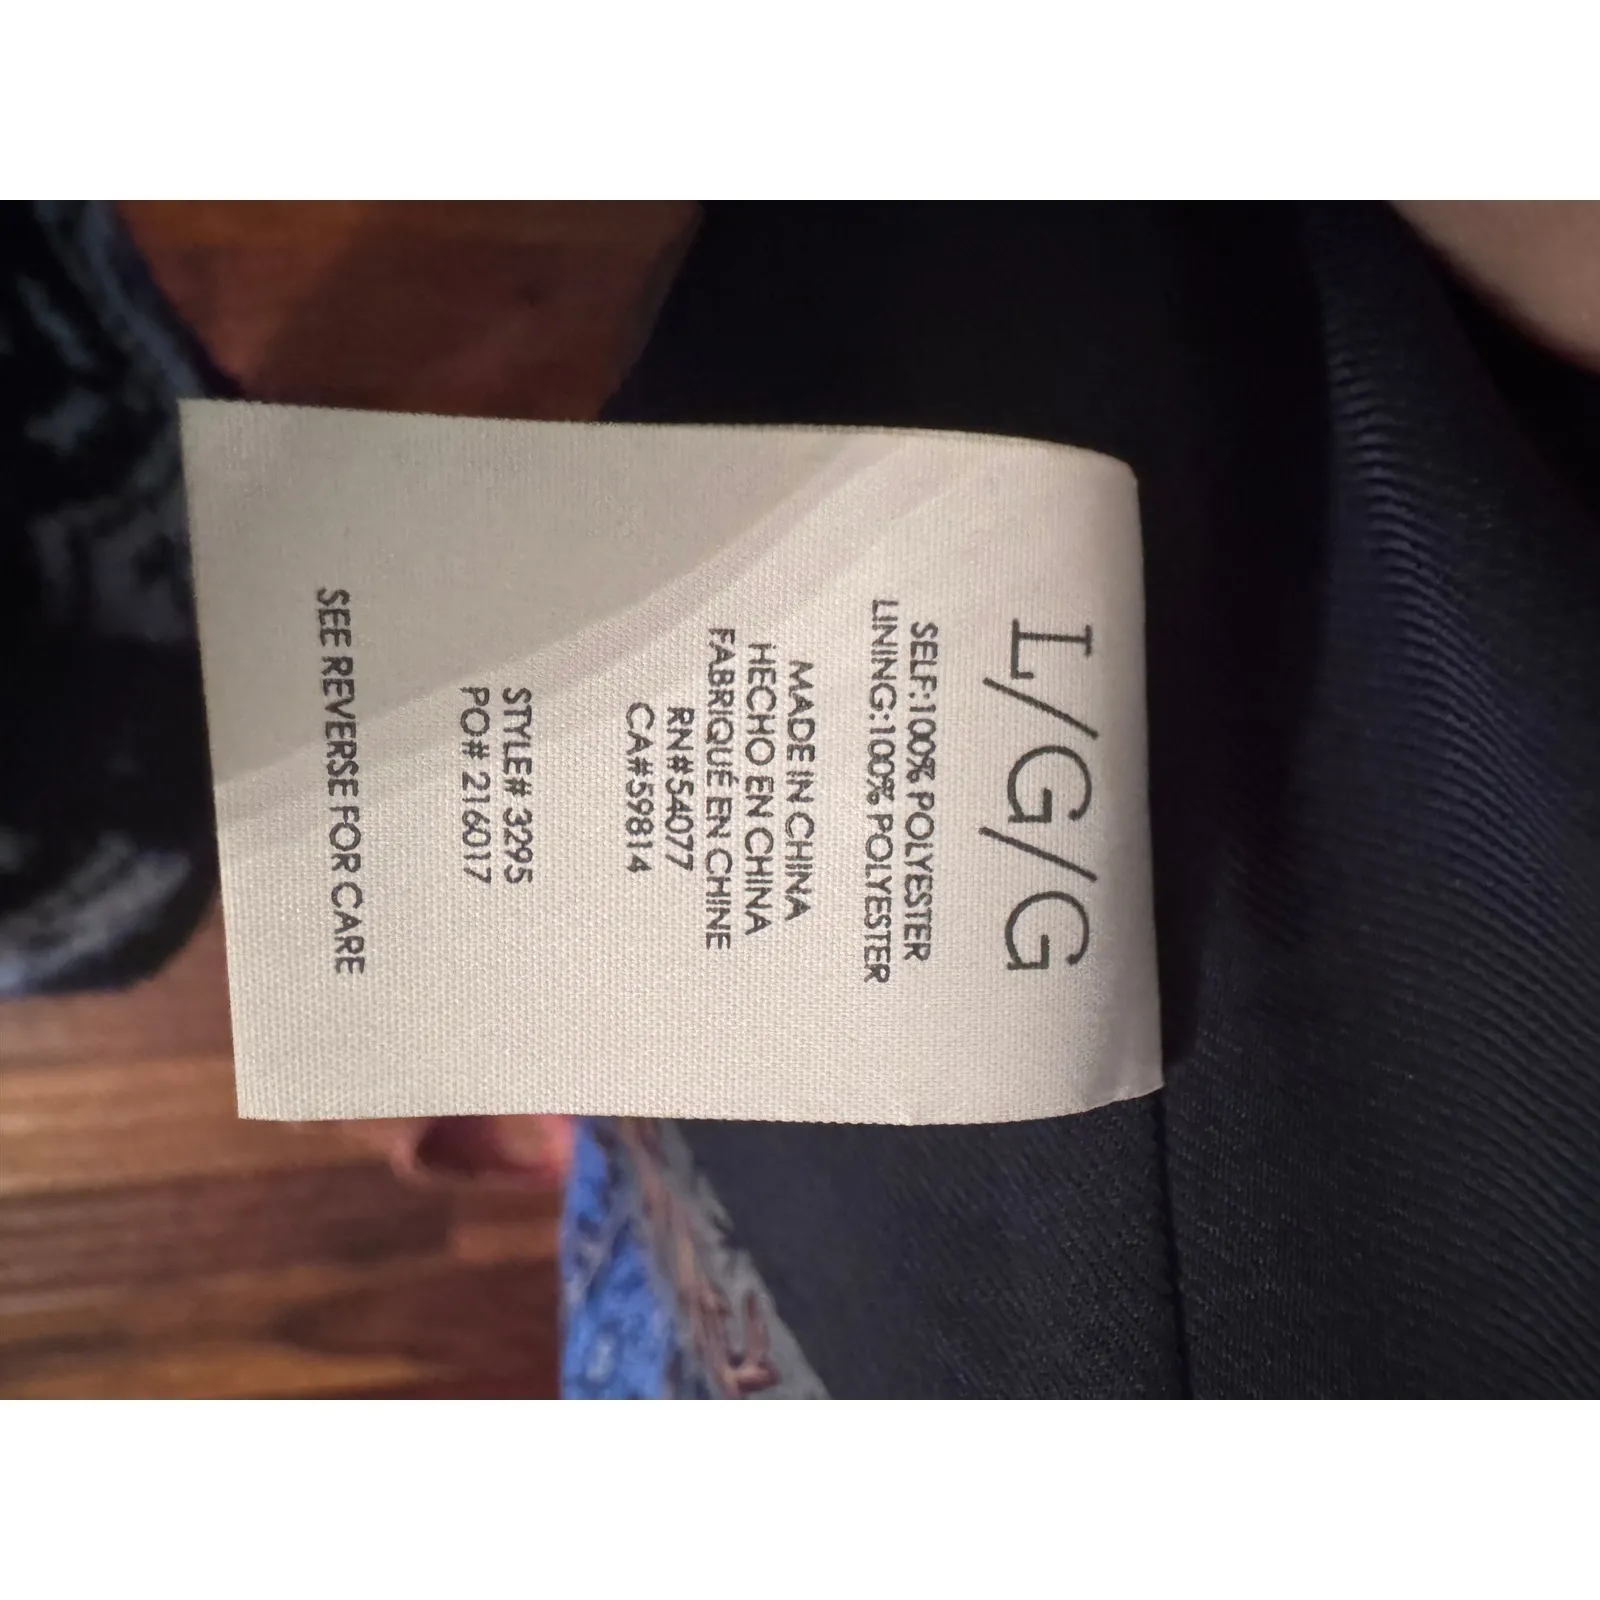 L/G/G
SELF:100% POLYESTER
LINING:100% POLYESTER
MADE IN CHINA
HECHO EN CHINA
FABRIQUÉ EN CHINE
RN#54077
CA#59814
STYLE# 3295
PO# 216017
SEE REVERSE FOR CARE